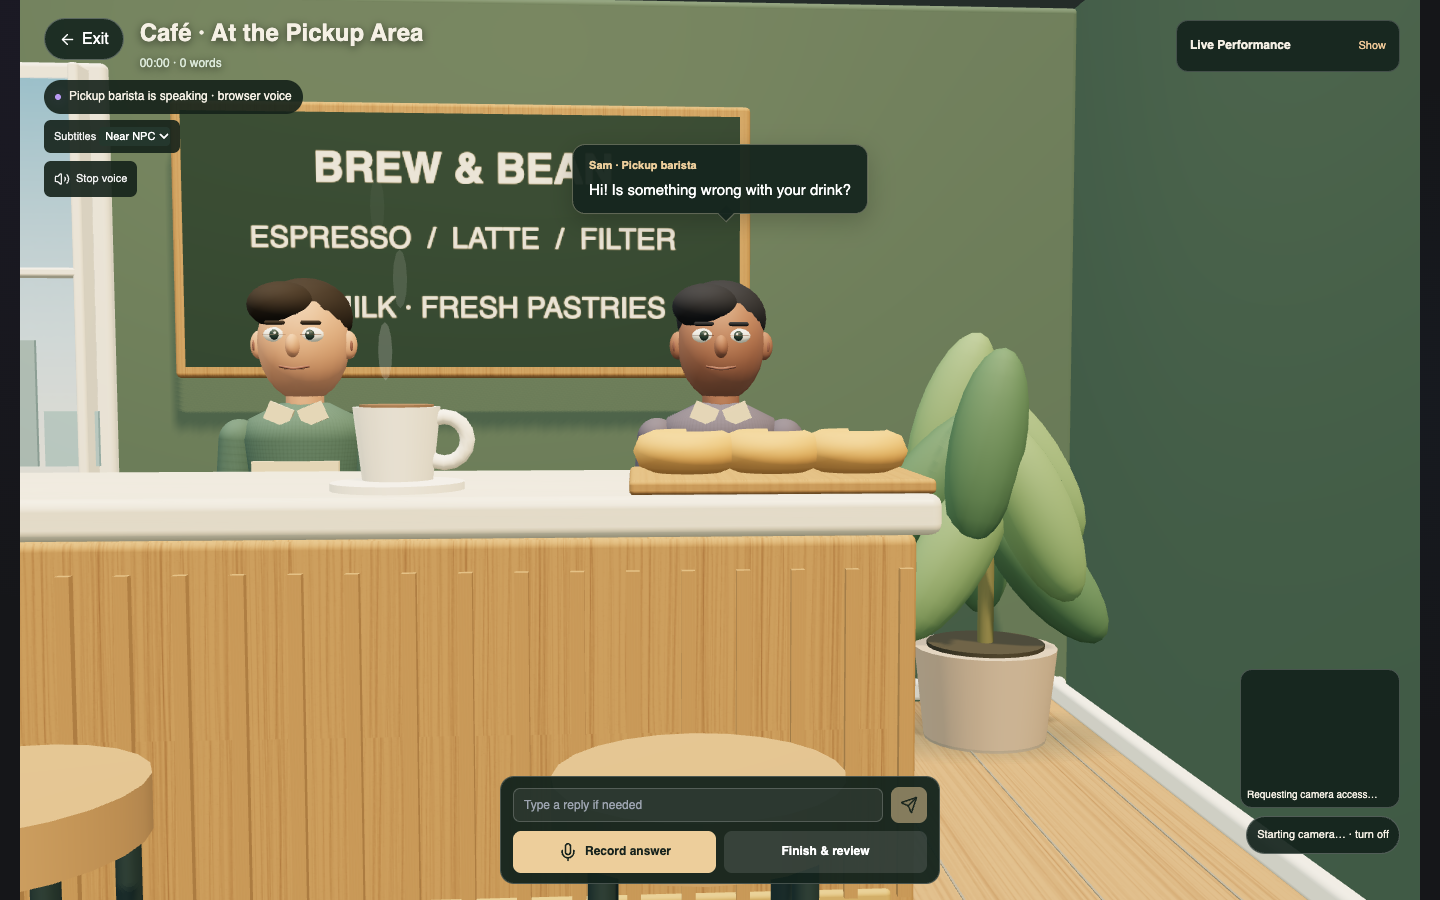 Exit
Café · At the Pickup Area
00:00 · 0 words
Live Performance
Show
Pickup barista is speaking · browser voice
Subtitles Near NPC
Stop voice
BREW & BEA
ESPRESSO / LATTE / FILTER
ILK · FRESH PASTRIES
Sam · Pickup barista
Hi! Is something wrong with your drink?
Requesting camera access...
Starting camera... · turn off
Type a reply if needed
Record answer
Finish & review